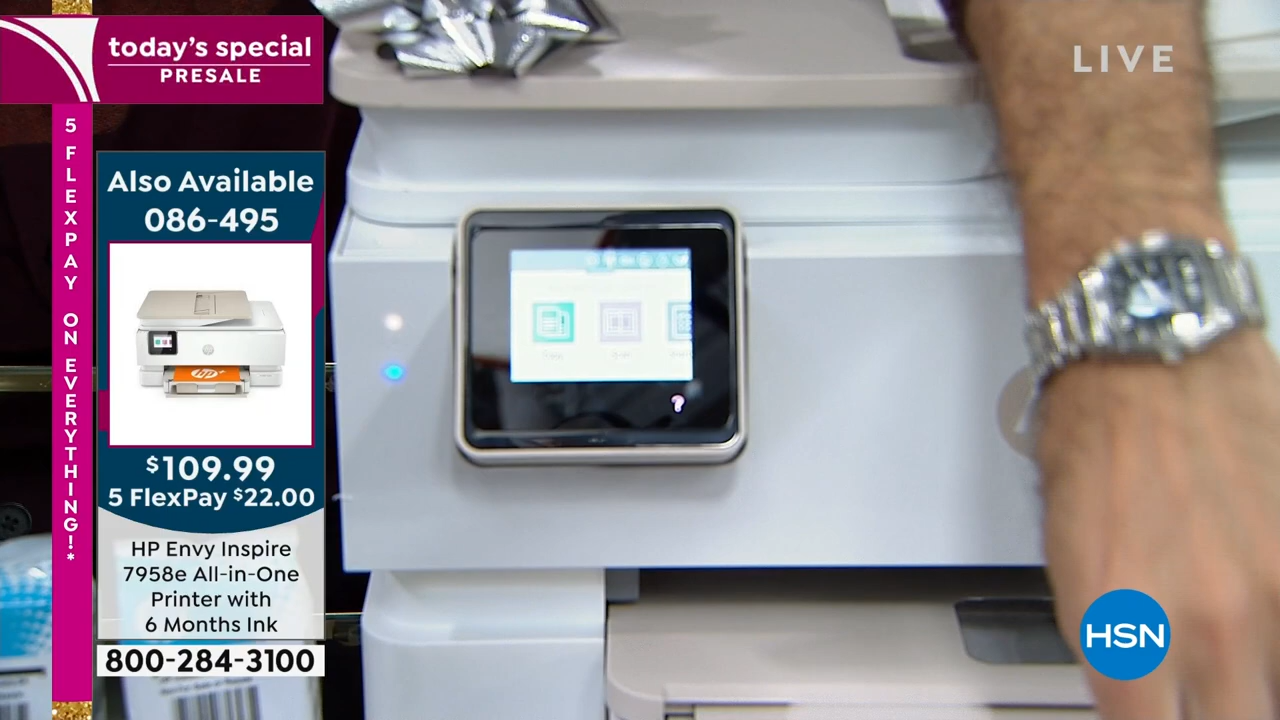 today's special
PRESALE
LIVE
5 FLEXPAY ON EVERYTHING!*
Also Available
086-495
hp+
$109.99
5 FlexPay $22.00
HP Envy Inspire
7958e All-in-One
Printer with
6 Months Ink
800-284-3100
?
HSN